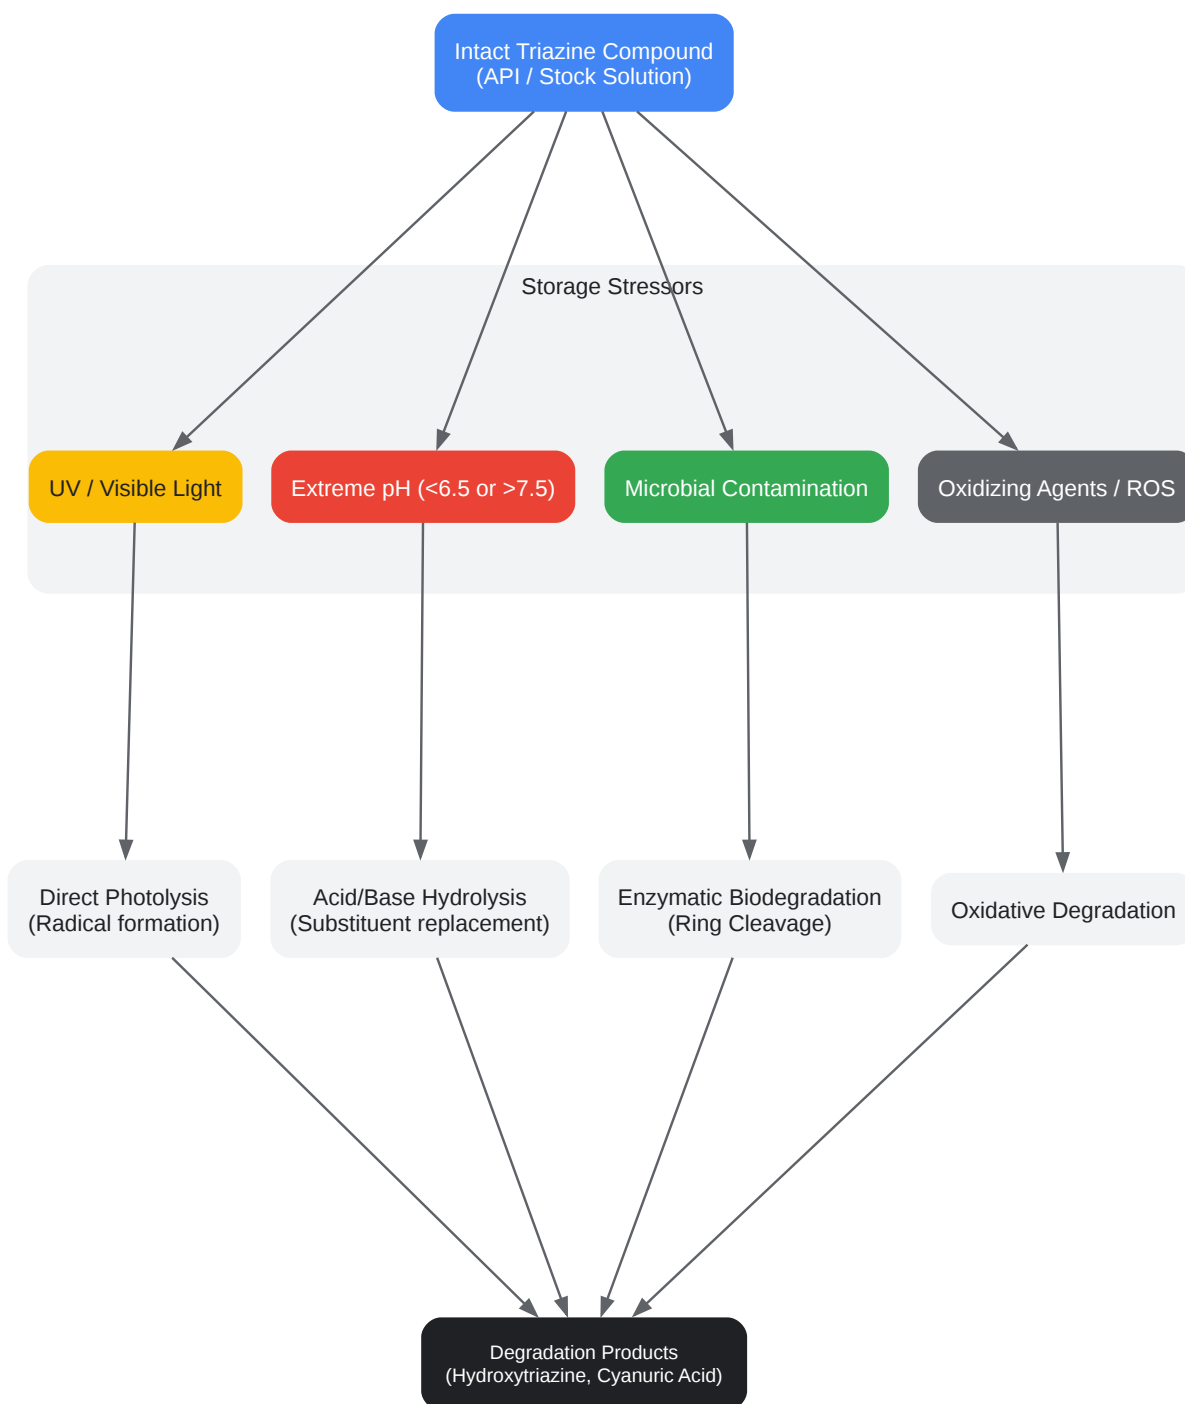 Intact Triazine Compound
(API / Stock Solution)
Storage Stressors
UV / Visible Light
Extreme pH (<6.5 or >7.5)
Microbial Contamination
Oxidizing Agents / ROS
Direct Photolysis
(Radical formation)
Acid/Base Hydrolysis
(Substituent replacement)
Enzymatic Biodegradation
(Ring Cleavage)
Oxidative Degradation
Degradation Products
(Hydroxytriazine, Cyanuric Acid)